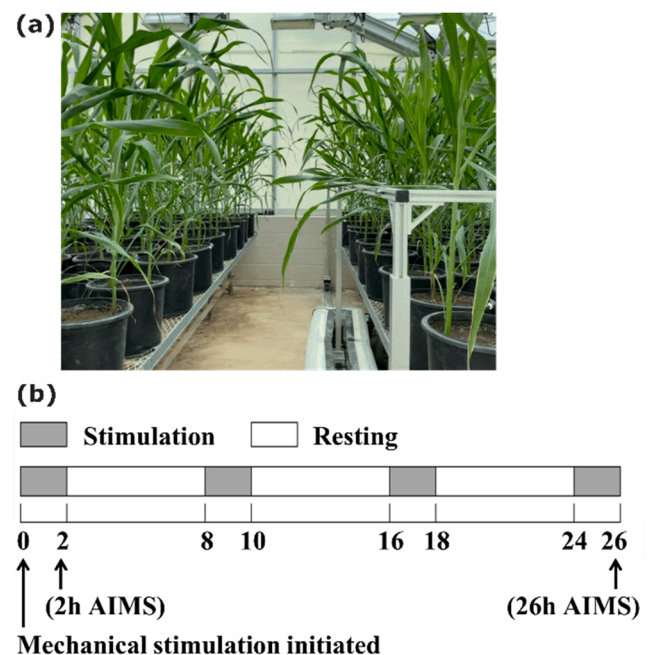 (a)
(b)
Stimulation Resting
0 2 8 10 16 18 24 26
(2h AIMS) (26h AIMS)
Mechanical stimulation initiated